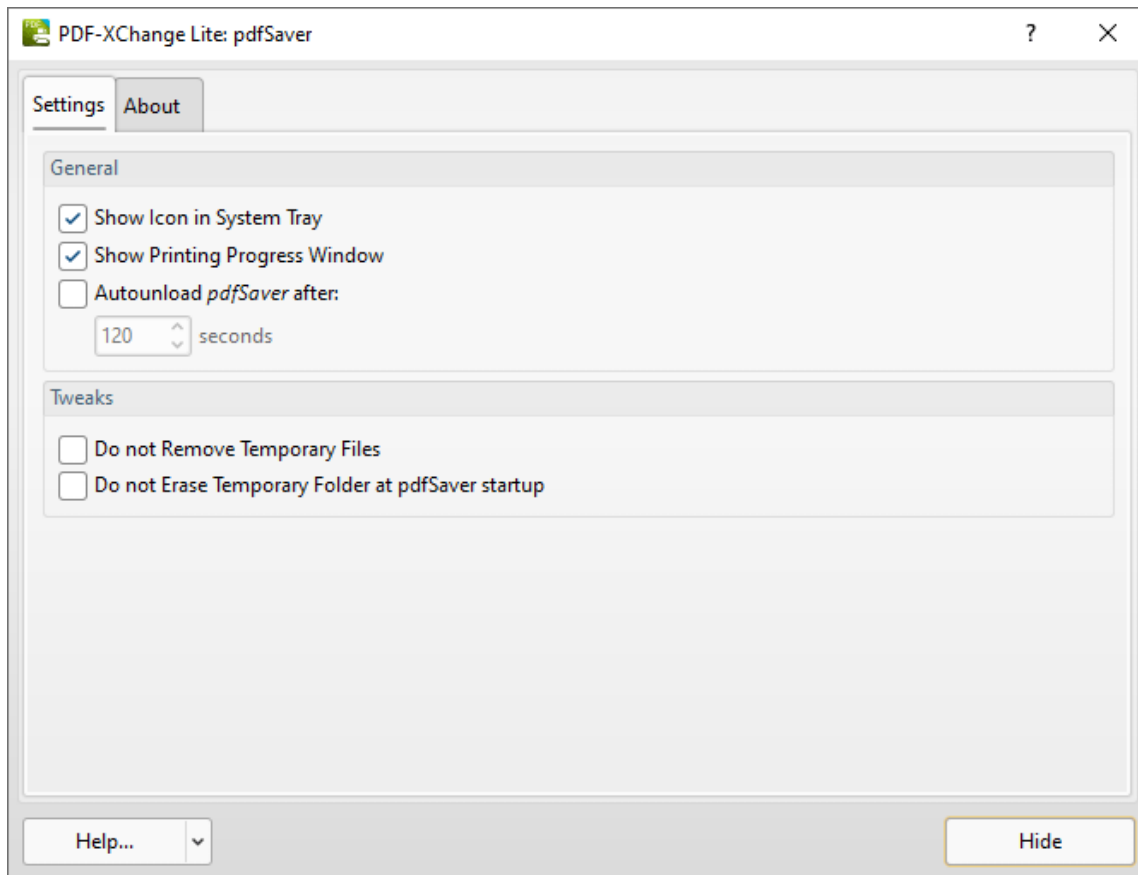 PDF-XChange Lite: pdfSaver
Settings About
General
Show Icon in System Tray
Show Printing Progress Window
Autounload pdfSaver after:
120 seconds
Tweaks
Do not Remove Temporary Files
Do not Erase Temporary Folder at pdfSaver startup
Help... Hide